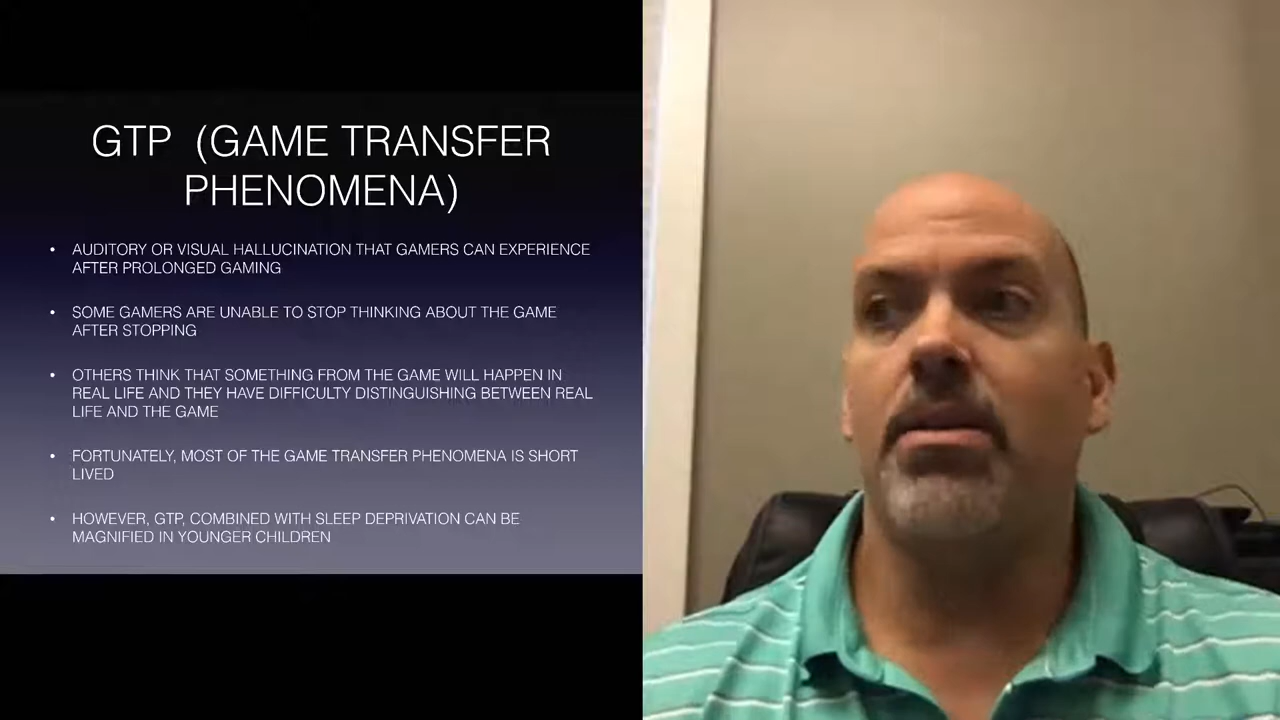 GTP (GAME TRANSFER
PHENOMENA)
• AUDITORY OR VISUAL HALLUCINATION THAT GAMERS CAN EXPERIENCE
AFTER PROLONGED GAMING
• SOME GAMERS ARE UNABLE TO STOP THINKING ABOUT THE GAME
AFTER STOPPING
• OTHERS THINK THAT SOMETHING FROM THE GAME WILL HAPPEN IN
REAL LIFE AND THEY HAVE DIFFICULTY DISTINGUISHING BETWEEN REAL
LIFE AND THE GAME
• FORTUNATELY, MOST OF THE GAME TRANSFER PHENOMENA IS SHORT
LIVED
• HOWEVER, GTP, COMBINED WITH SLEEP DEPRIVATION CAN BE
MAGNIFIED IN YOUNGER CHILDREN